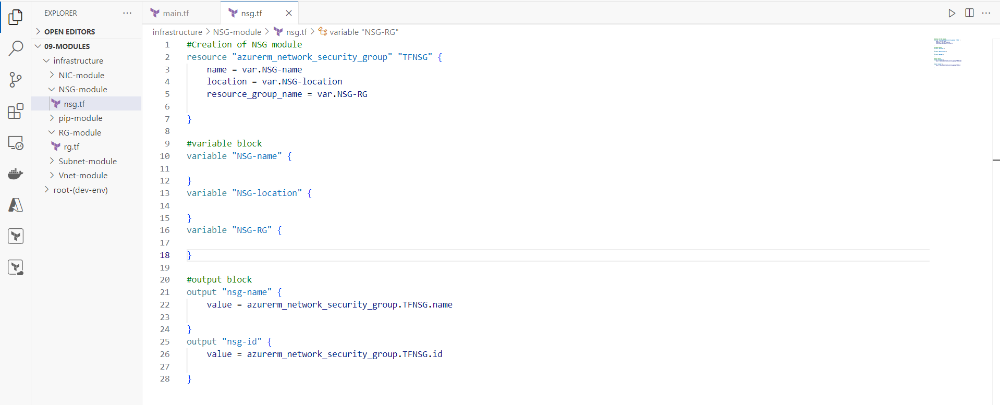 EXPLORER ···
OPEN EDITORS
09-MODULES
infrastructure
NIC-module
NSG-module
nsg.tf
pip-module
RG-module
rg.tf
Subnet-module
Vnet-module
root-(dev-env)
main.tf nsg.tf
infrastructure > NSG-module > nsg.tf > variable "NSG-RG"
1 #Creation of NSG module
2 resource "azurerm_network_security_group" "TFNSG" {
3 name = var.NSG-name
4 location = var.NSG-location
5 resource_group_name = var.NSG-RG
6
7 }
8
9 #variable block
10 variable "NSG-name" {
11
12 }
13 variable "NSG-location" {
14
15 }
16 variable "NSG-RG" {
17
18 }
19
20 #output block
21 output "nsg-name" {
22 value = azurerm_network_security_group.TFNSG.name
23
24 }
25 output "nsg-id" {
26 value = azurerm_network_security_group.TFNSG.id
27
28 }